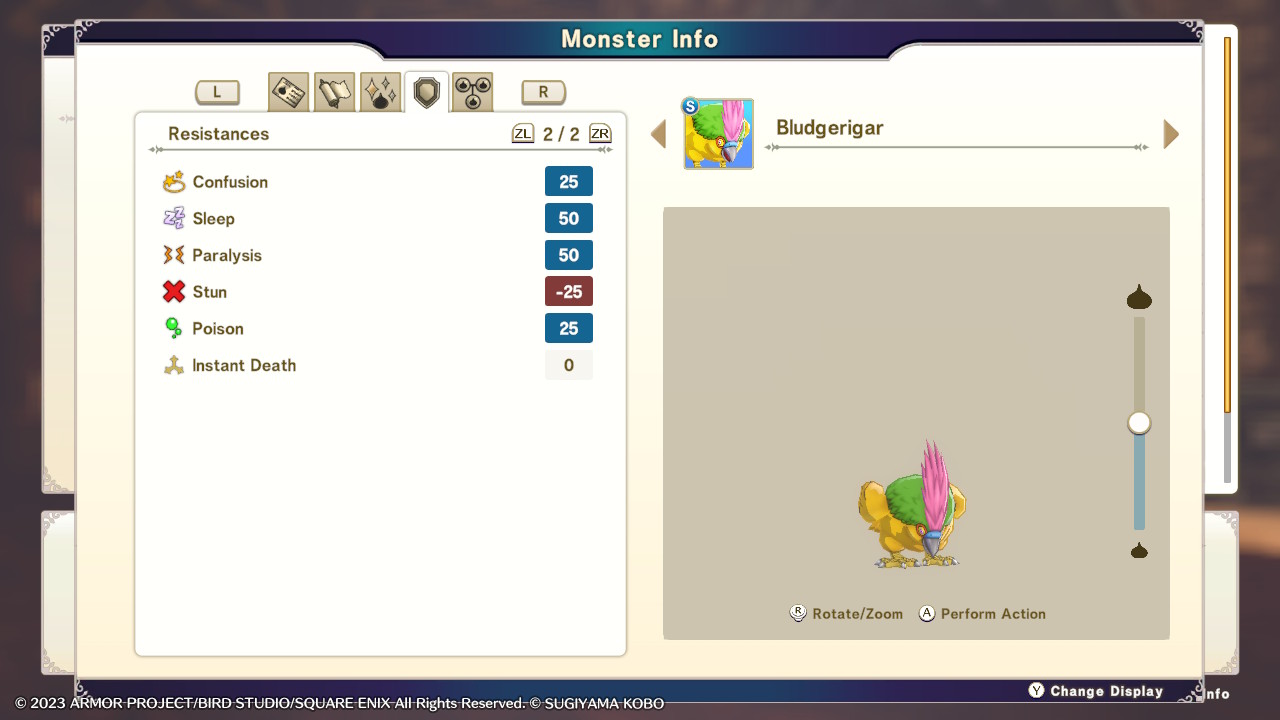 Monster Info
L
R
Resistances
ZL 2 / 2 ZR
Confusion 25
Sleep 50
Paralysis 50
Stun -25
Poison 25
Instant Death 0
S
Bludgerigar
R Rotate/Zoom A Perform Action
Y Change Display
nfo
© 2023 ARMOR PROJECT/BIRD STUDIO/SQUARE ENIX All Rights Reserved. © SUGIYAMA KOBO